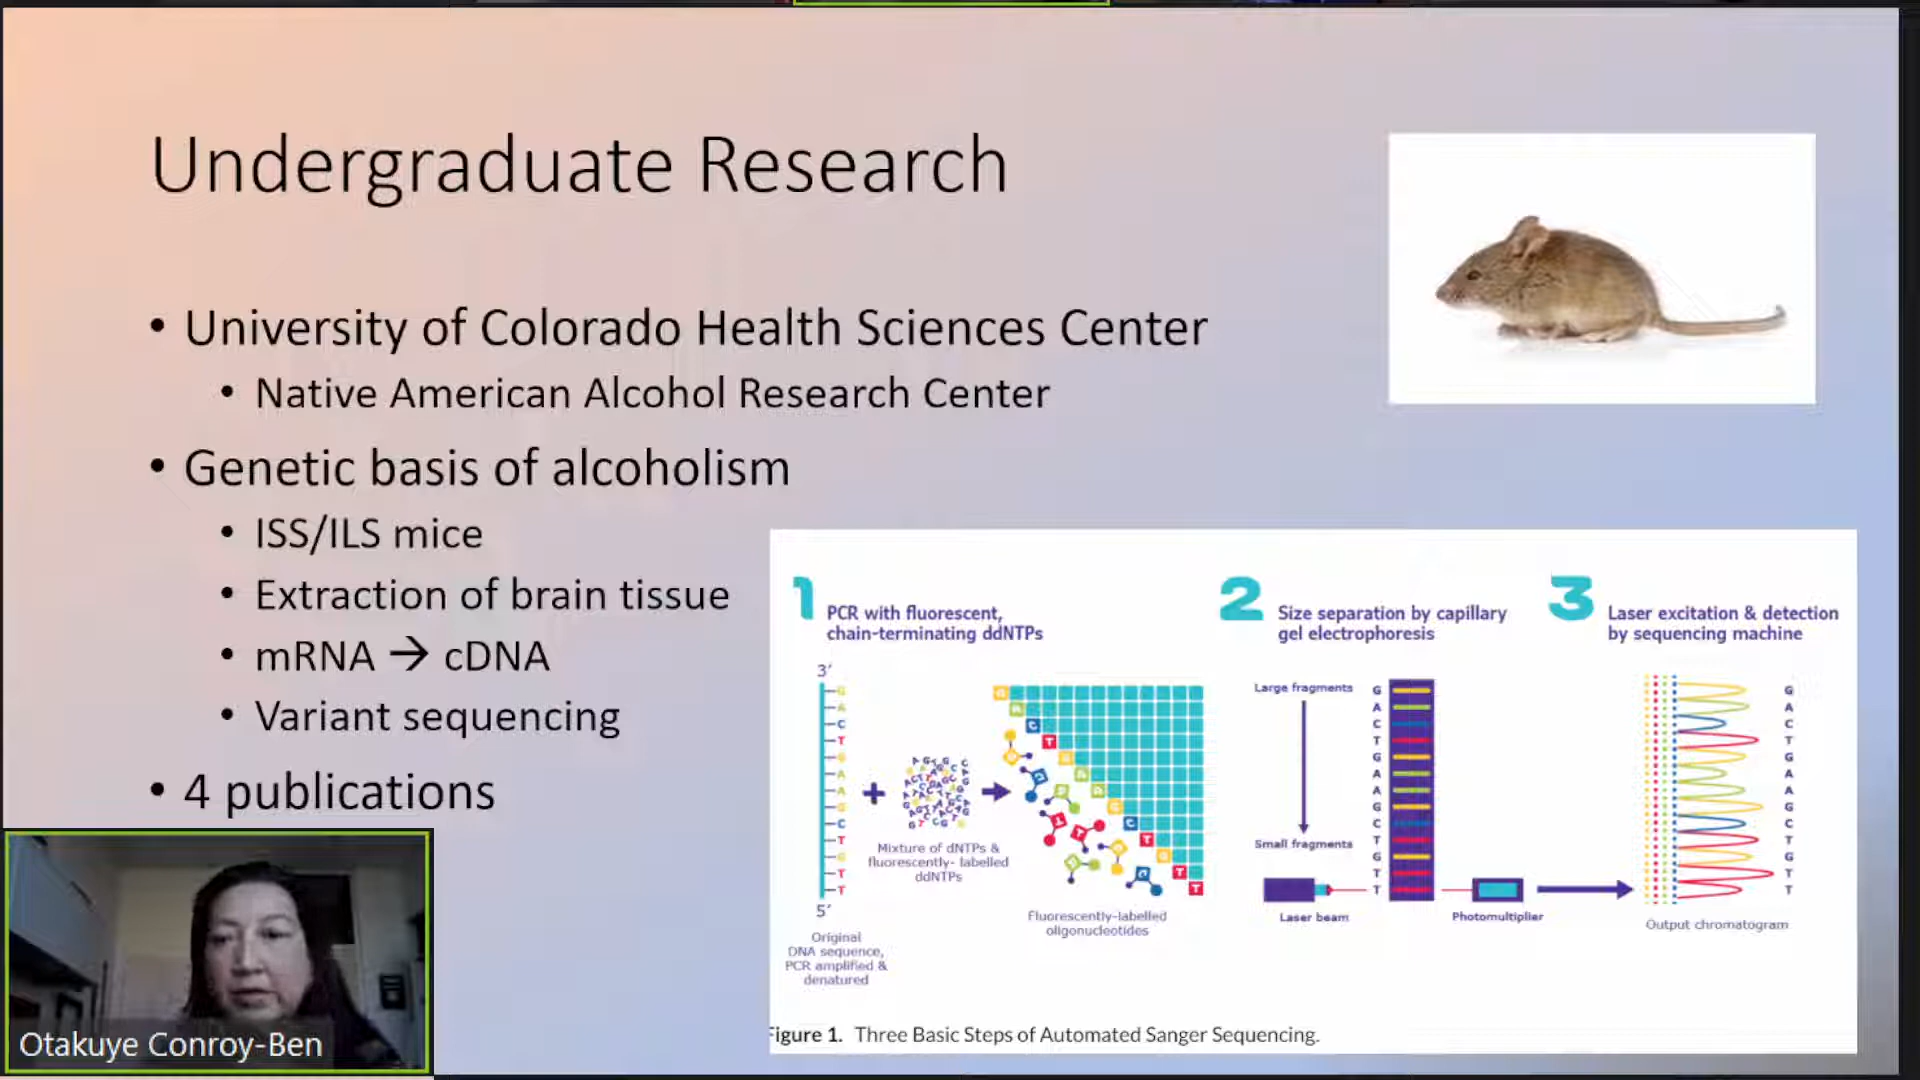 Undergraduate Research
• University of Colorado Health Sciences Center
• Native American Alcohol Research Center
• Genetic basis of alcoholism
• ISS/ILS mice
• Extraction of brain tissue
• mRNA → cDNA
• Variant sequencing
• 4 publications
1 PCR with fluorescent,
chain-terminating ddNTPs
3'
G
A
C
T
G
A
A
G
C
T
G
T
T
5'
Original
DNA sequence,
PCR amplified &
denatured
+
Mixture of dNTPs &
fluorescently- labelled
ddNTPs
G
A
C
T
G
A
A
G
C
T
G
T
T
Fluorescently-labelled
oligonucleotides
2 Size separation by capillary
gel electrophoresis
Large fragments
Small fragments
G
A
C
T
G
A
A
G
C
T
G
T
T
Laser beam
Photomultiplier
3 Laser excitation & detection
by sequencing machine
G
A
C
T
G
A
A
G
C
T
G
T
T
Output chromatogram
Figure 1. Three Basic Steps of Automated Sanger Sequencing.
Otakuye Conroy-Ben